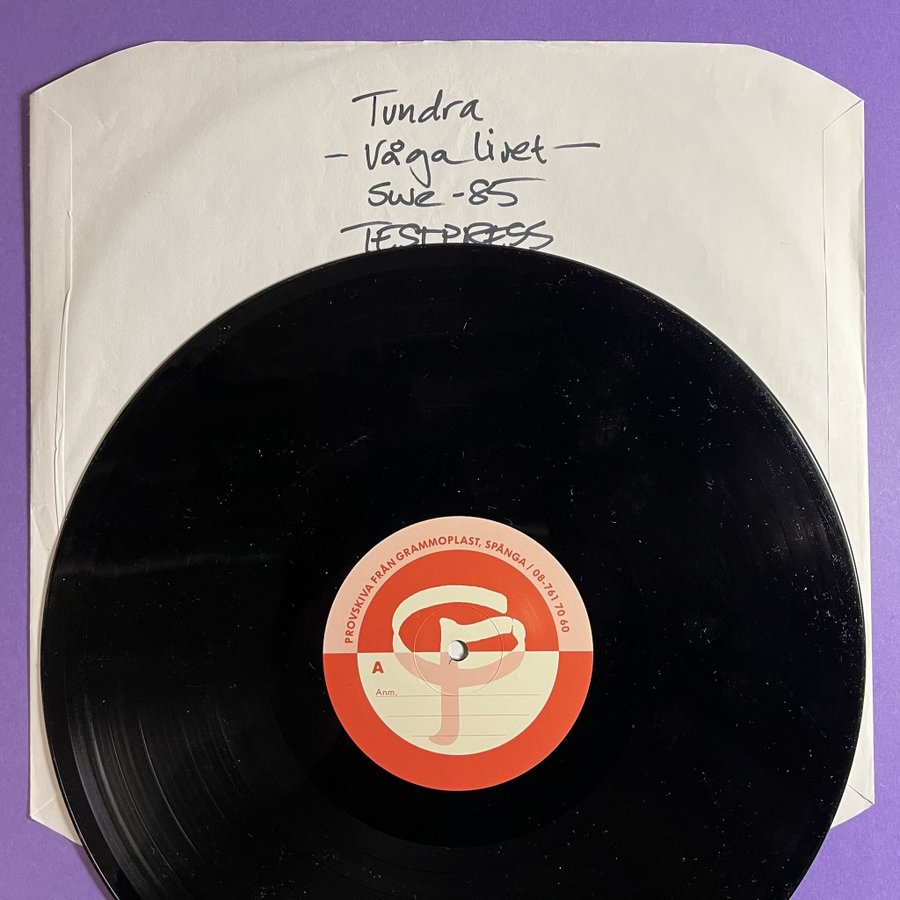 Tundra
- Våga livet -
Swe -85
TESTPRESS
PROVSKIVA FRÅN GRAMMOPLAST, SPÅNGA / 08-761 70 60
A
Anm.